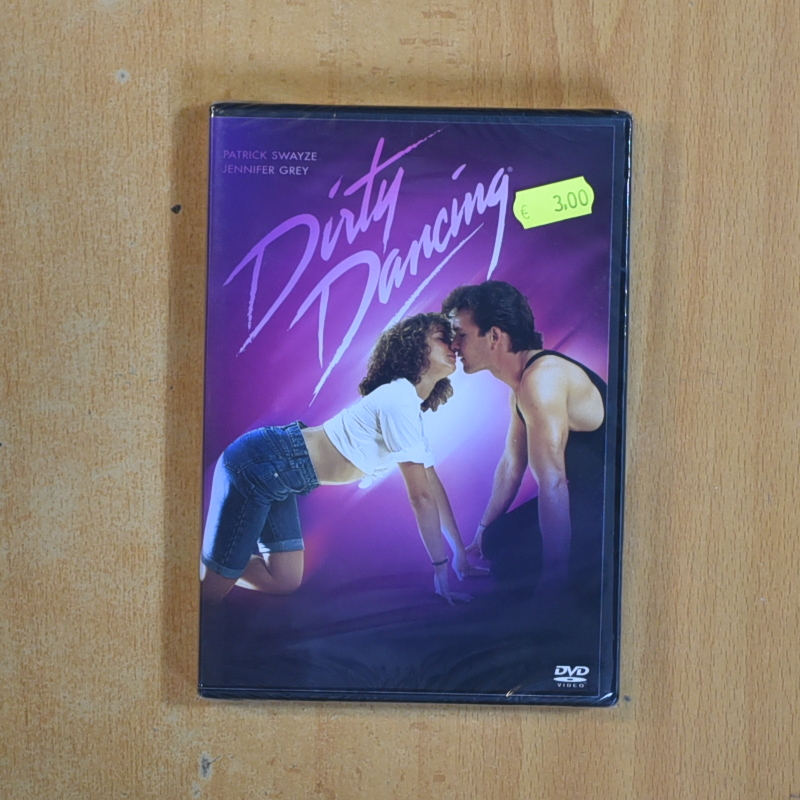 PATRICK SWAYZE
JENNIFER GREY
Dirty
Dancing®
€ 3,00
DVD
VIDEO